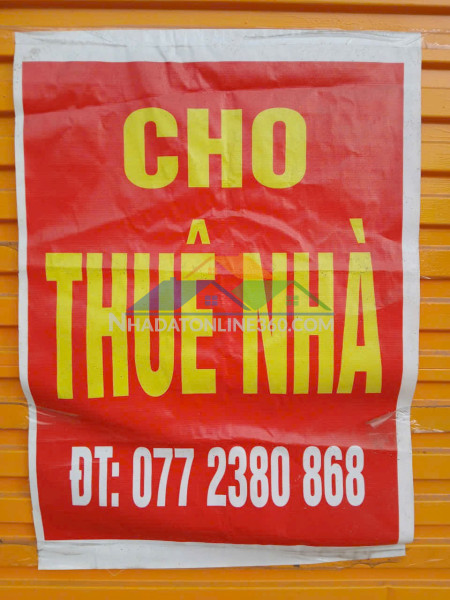 CHO
THUÊ NHÀ
NHADATONLINE360.COM
ĐT: 077 2380 868